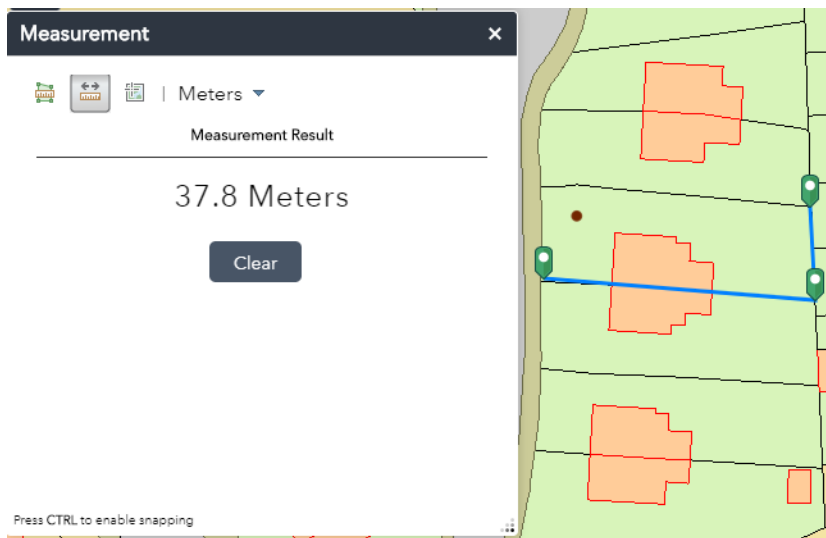 Measurement
| Meters
Measurement Result
37.8 Meters
Clear
Press CTRL to enable snapping